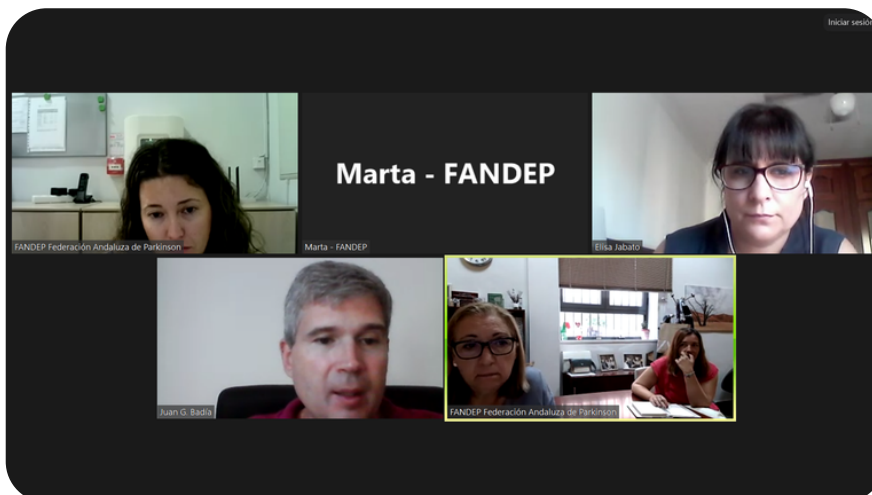 Iniciar sesión
Marta - FANDEP
FANDEP Federación Andaluza de Parkinson
Marta - FANDEP
Elisa Jabato
Juan G. Badía
FANDEP Federación Andaluza de Parkinson